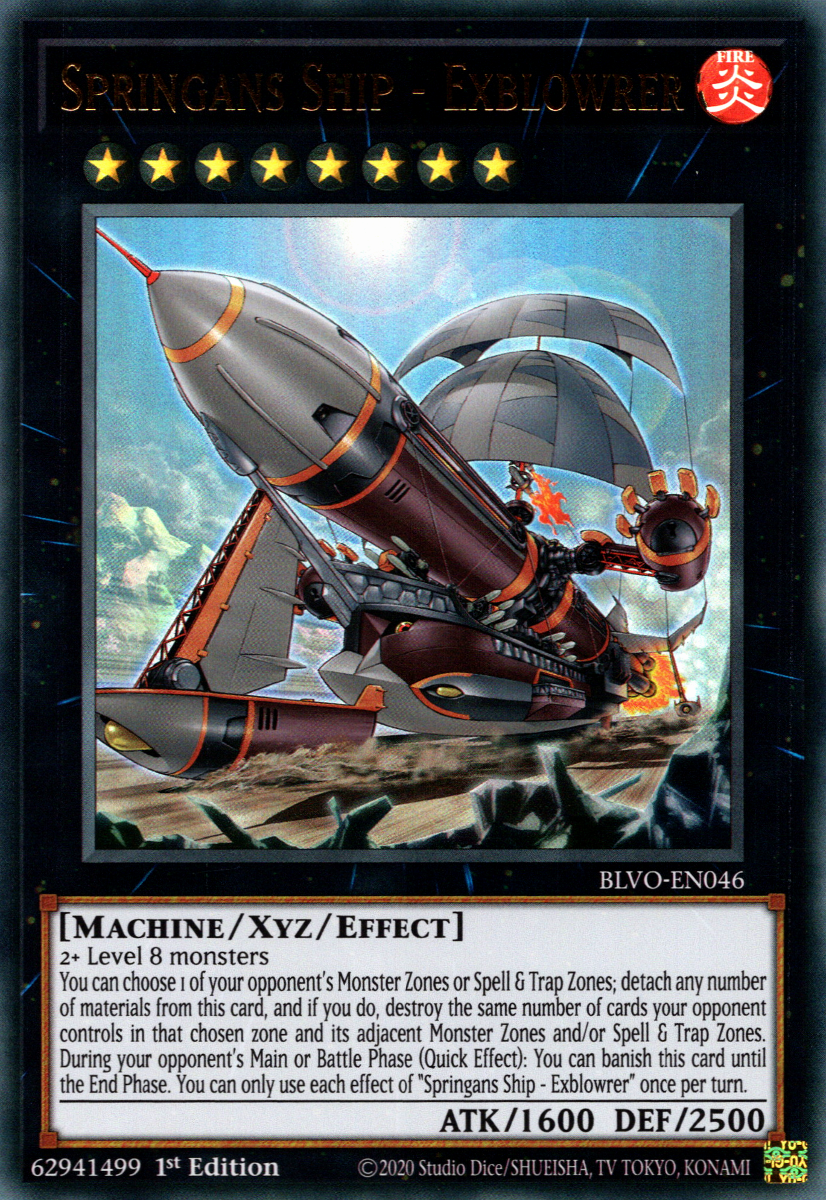 Springans Ship - Exblowrer
FIRE
炎
BLVO-EN046
[Machine/Xyz/Effect]
2+ Level 8 monsters
You can choose 1 of your opponent's Monster Zones or Spell & Trap Zones; detach any number
of materials from this card, and if you do, destroy the same number of cards your opponent
controls in that chosen zone and its adjacent Monster Zones and/or Spell & Trap Zones.
During your opponent's Main or Battle Phase (Quick Effect): You can banish this card until
the End Phase. You can only use each effect of "Springans Ship - Exblowrer" once per turn.
ATK/1600 DEF/2500
62941499 1st Edition
©2020 Studio Dice/SHUEISHA, TV TOKYO, KONAMI